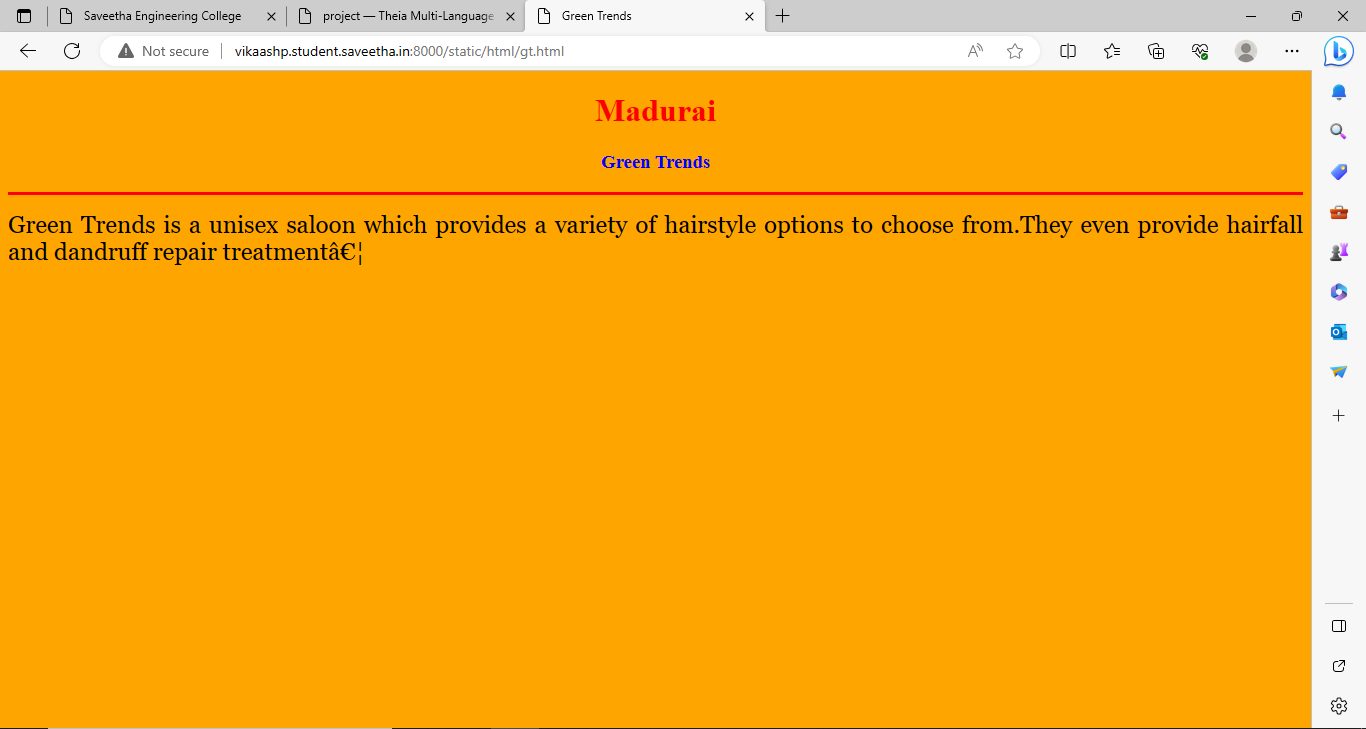 Saveetha Engineering College
project — Theia Multi-Language
Green Trends
Not secure
vikaashp.student.saveetha.in:8000/static/html/gt.html
Madurai
Green Trends
Green Trends is a unisex saloon which provides a variety of hairstyle options to choose from.They even provide hairfall
and dandruff repair treatmentâ€¦